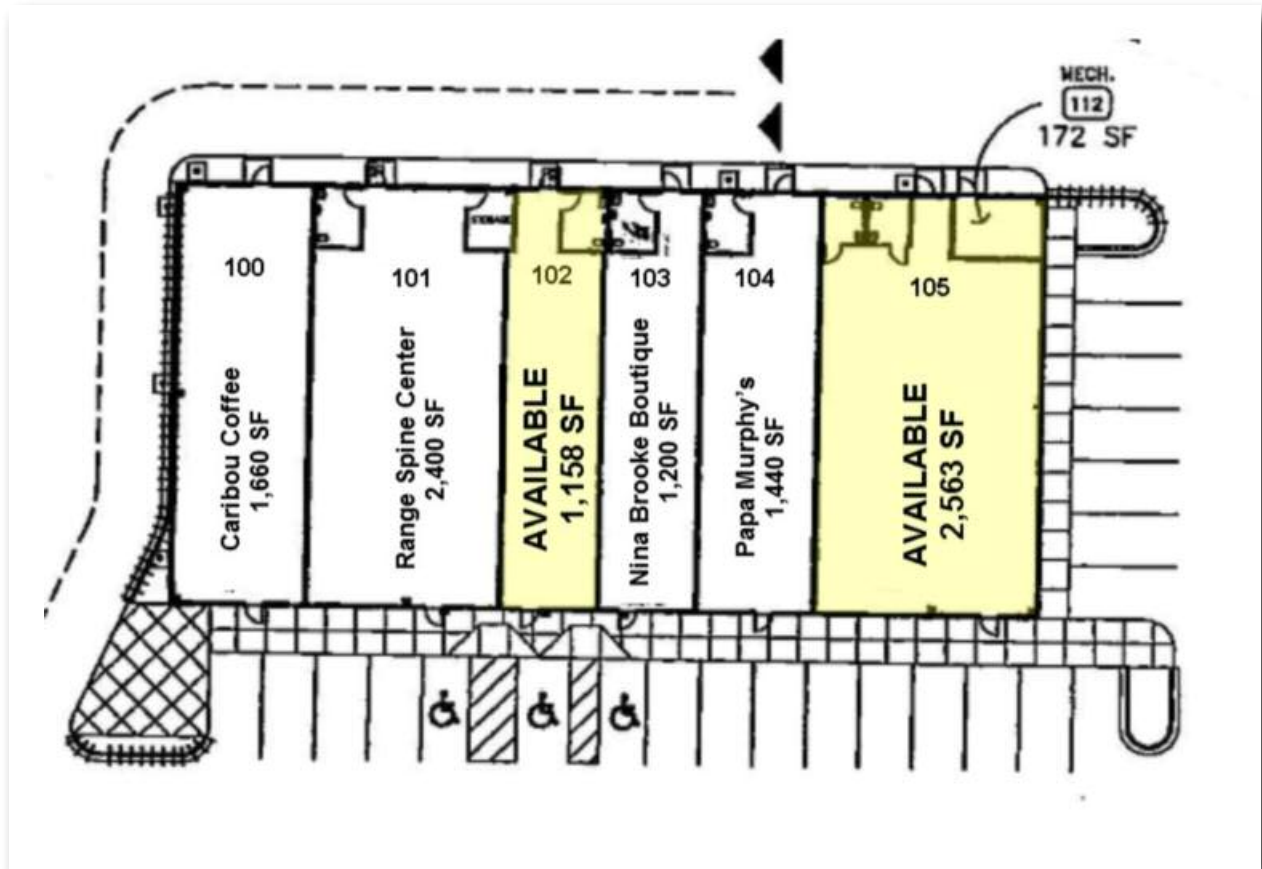 MECH.
112
172 SF
STORAGE
100
101
102
103
104
105
Caribou Coffee
1,660 SF
Range Spine Center
2,400 SF
AVAILABLE
1,158 SF
Nina Brooke Boutique
1,200 SF
Papa Murphy's
1,440 SF
AVAILABLE
2,563 SF